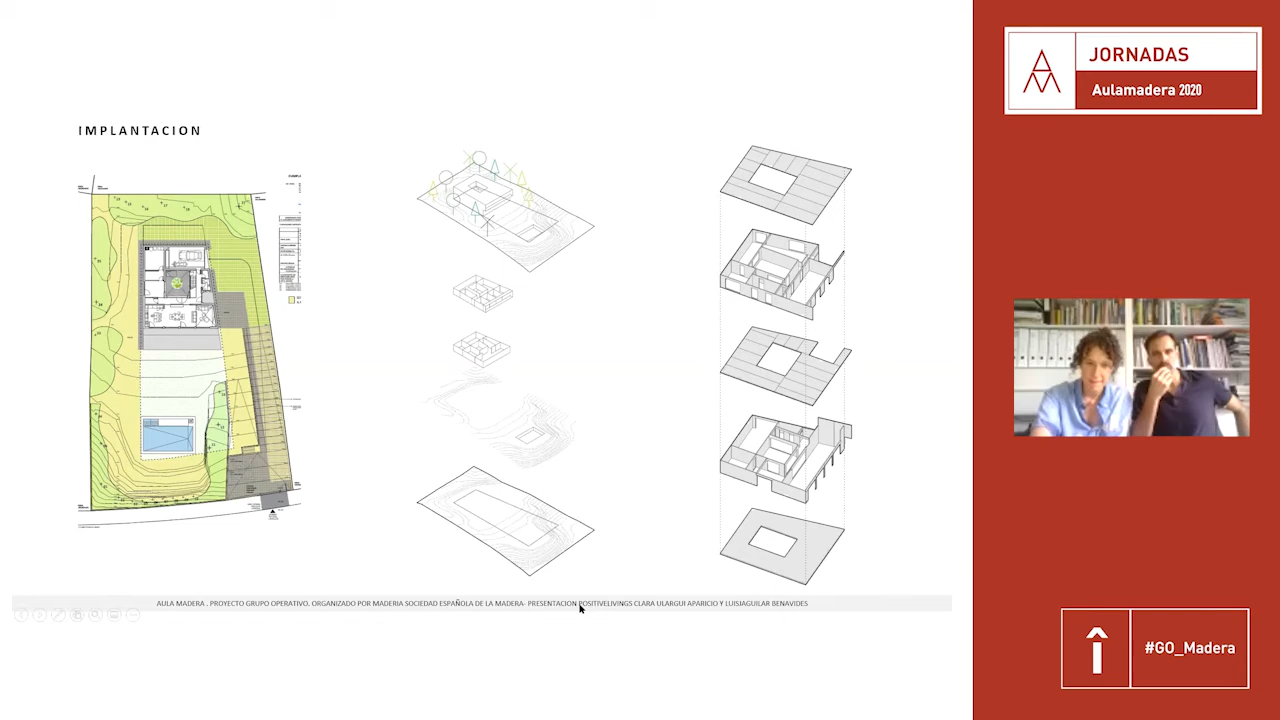 IMPLANTACION
AULA MADERA . PROYECTO GRUPO OPERATIVO. ORGANIZADO POR MADERIA SOCIEDAD ESPAÑOLA DE LA MADERA- PRESENTACION POSITIVELIVINGS CLARA ULARGUI APARICIO Y LUISJAGUILAR BENAVIDES
JORNADAS
Aulamadera 2020
#GO_Madera